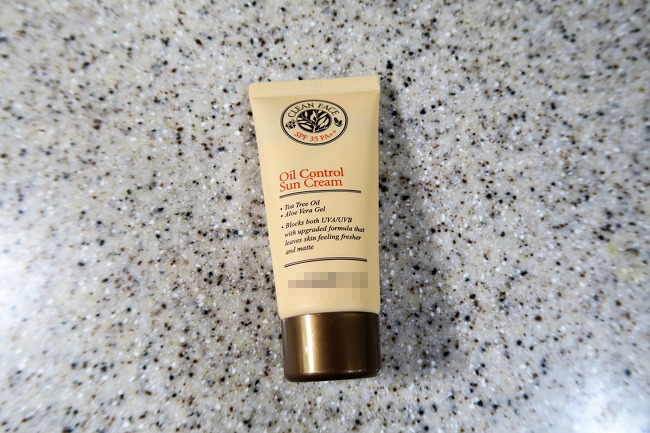 CLEAN FACE
SPF 35 PA++
Oil Control
Sun Cream
• Tea Tree Oil
• Aloe Vera Gel
• Blocks both UVA/UVB
with upgraded formula that
leaves skin feeling fresher
and matte